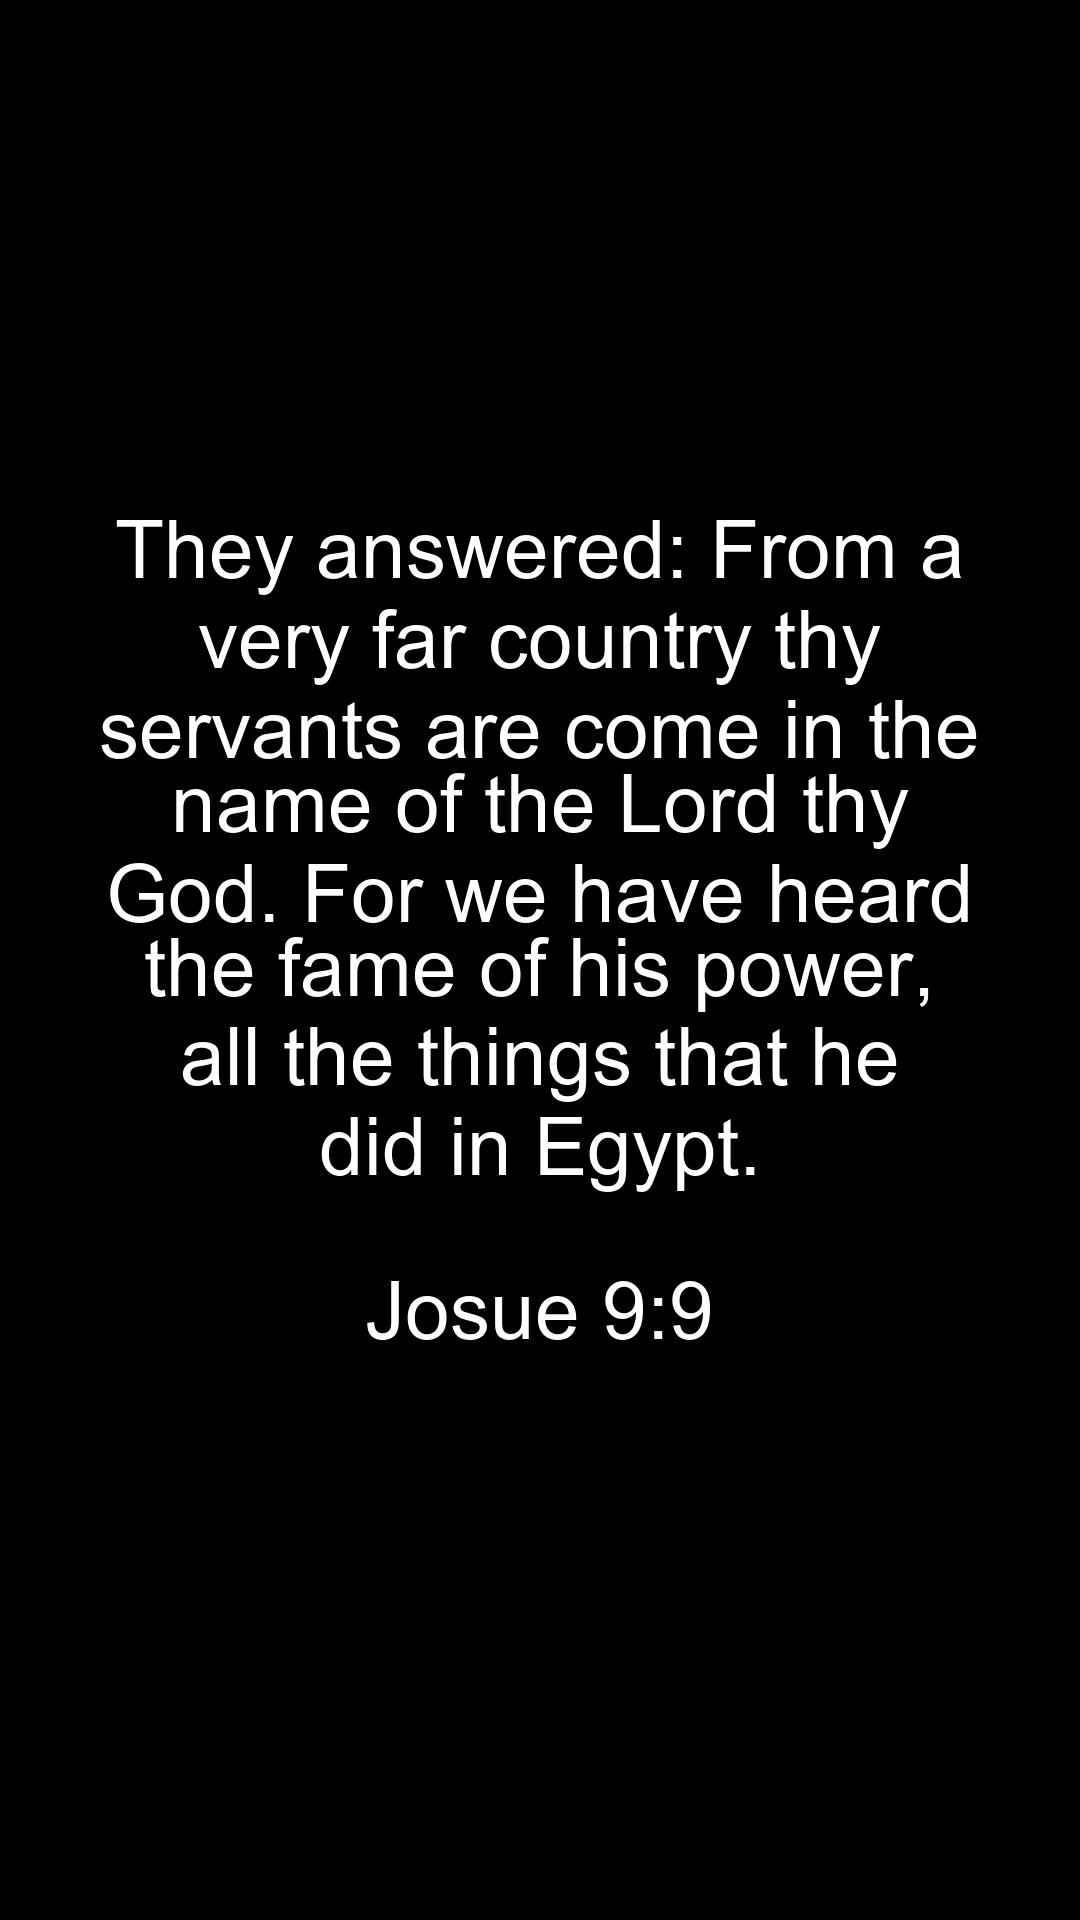 They answered: From a
very far country thy
servants are come in the
name of the Lord thy
God. For we have heard
the fame of his power,
all the things that he
did in Egypt.
Josue 9:9